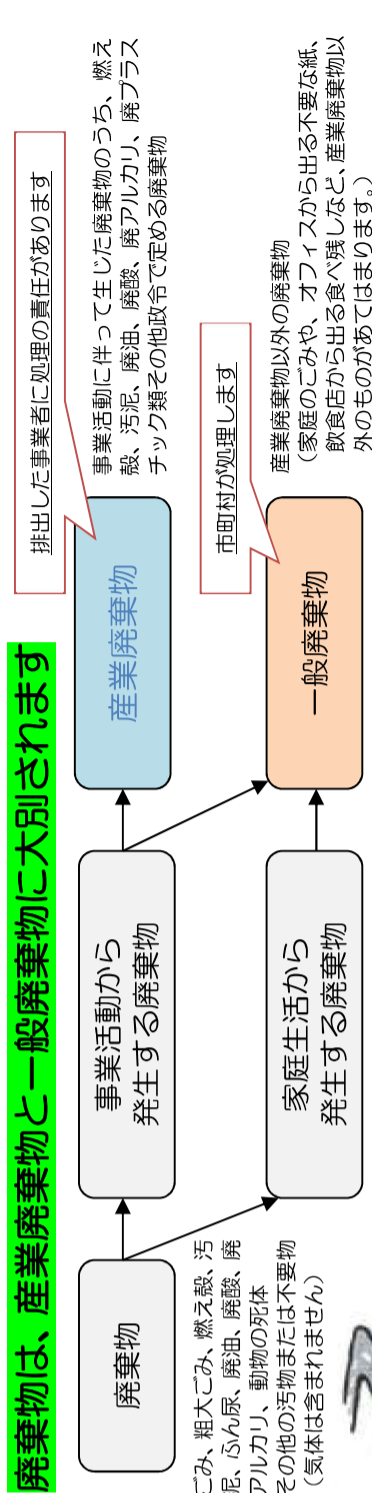 廃棄物は、産業廃棄物と一般廃棄物に大別されます
廃棄物
ごみ、粗大ごみ、燃え殻、汚
泥、ふん尿、廃油、廃酸、廃
アルカリ、動物の死体
その他の汚物または不要物
（気体は含まれません）
事業活動から
発生する廃棄物
家庭生活から
発生する廃棄物
排出した事業者に処理の責任があります
産業廃棄物
事業活動に伴って生じた廃棄物のうち、燃え
殻、汚泥、廃油、廃酸、廃アルカリ、廃プラス
チック類その他政令で定める廃棄物
市町村が処理します
一般廃棄物
産業廃棄物以外の廃棄物
（家庭のごみや、オフィスから出る不要な紙、
飲食店から出る食べ残しなど、産業廃棄物以
外のものがあてはまります。）